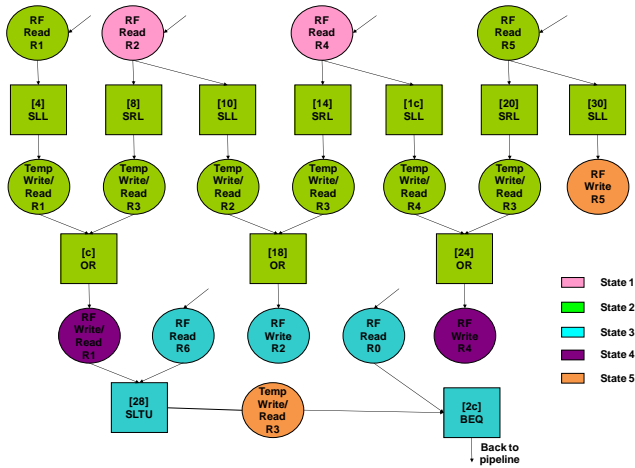 RF
Read
R1
RF
Read
R2
RF
Read
R4
RF
Read
R5
[4]
SLL
[8]
SRL
[10]
SLL
[14]
SRL
[1c]
SLL
[20]
SRL
[30]
SLL
Temp
Write/
Read
R1
Temp
Write/
Read
R3
Temp
Write/
Read
R2
Temp
Write/
Read
R3
Temp
Write/
Read
R4
Temp
Write/
Read
R3
RF
Write
R5
[c]
OR
[18]
OR
[24]
OR
State 1
State 2
State 3
State 4
State 5
RF
Write/
Read
R1
RF
Read
R6
RF
Write
R2
RF
Read
R0
RF
Write
R4
[28]
SLTU
Temp
Write/
Read
R3
[2c]
BEQ
Back to
pipeline